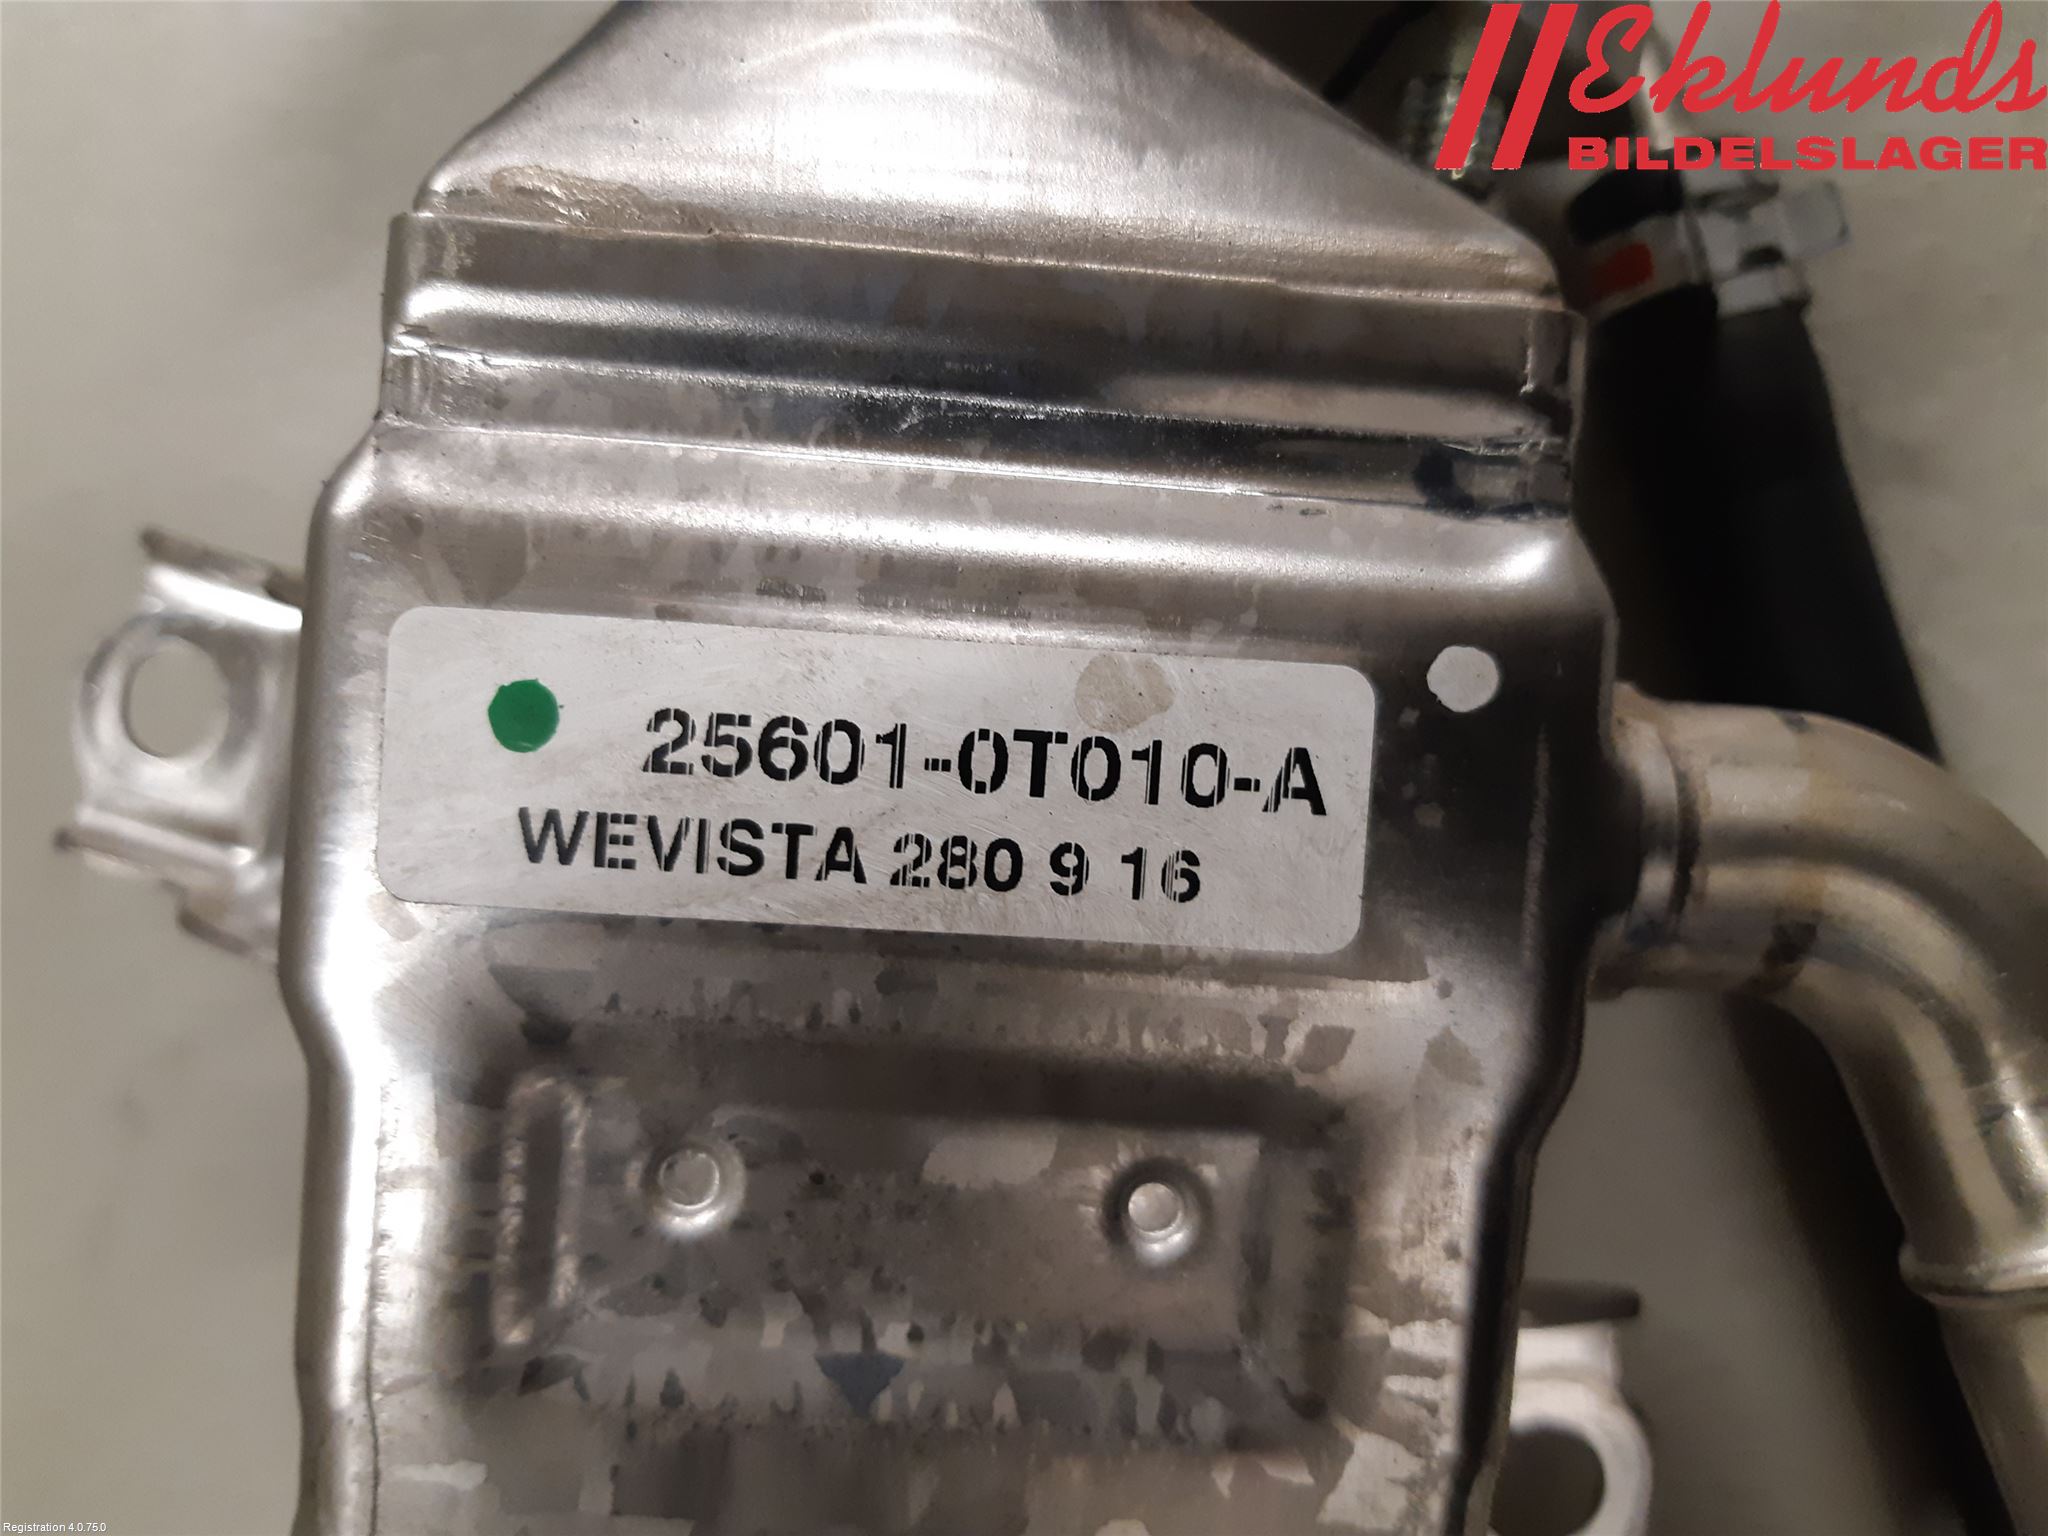 Eklunds
BILDELSLAGER
25601-0T010-A
WEVISTA 280 9 16
Registration 4.0.75.0